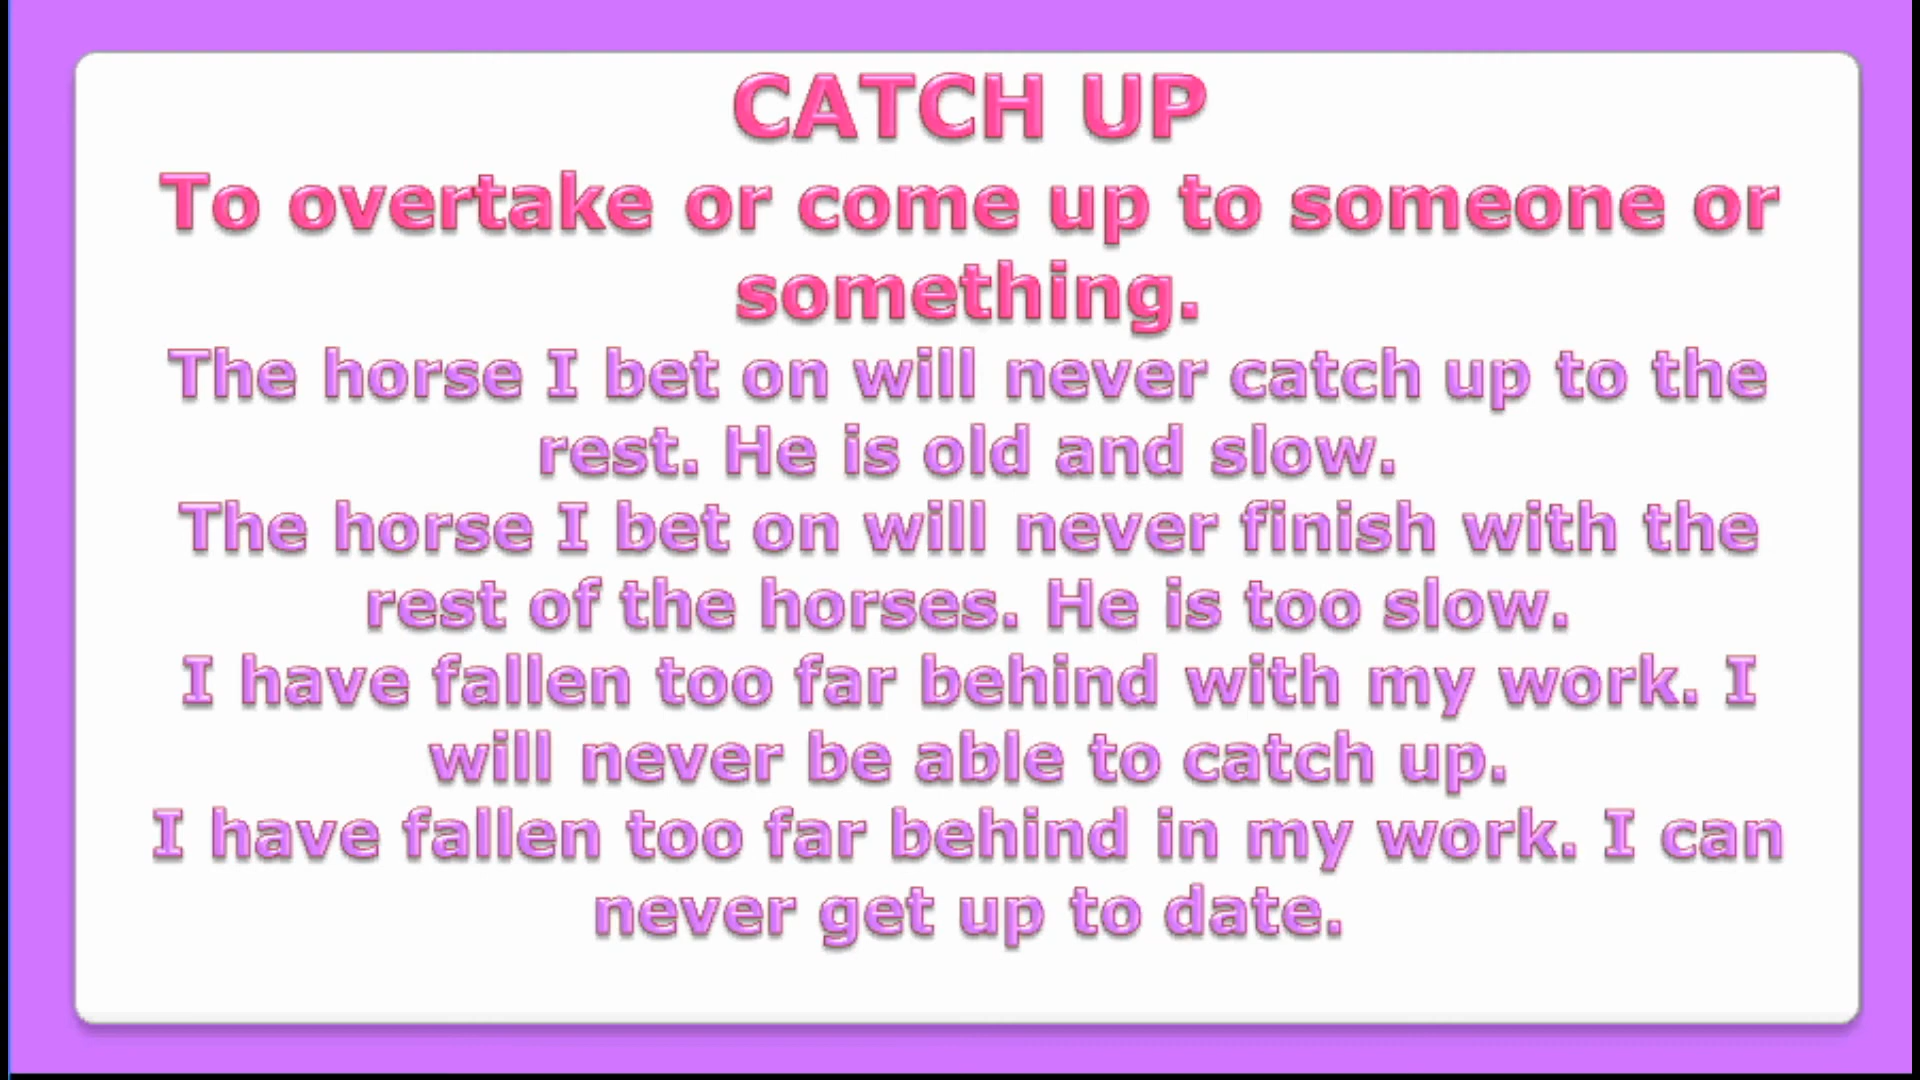 CATCH UP
To overtake or come up to someone or
something.
The horse I bet on will never catch up to the
rest. He is old and slow.
The horse I bet on will never finish with the
rest of the horses. He is too slow.
I have fallen too far behind with my work. I
will never be able to catch up.
I have fallen too far behind in my work. I can
never get up to date.